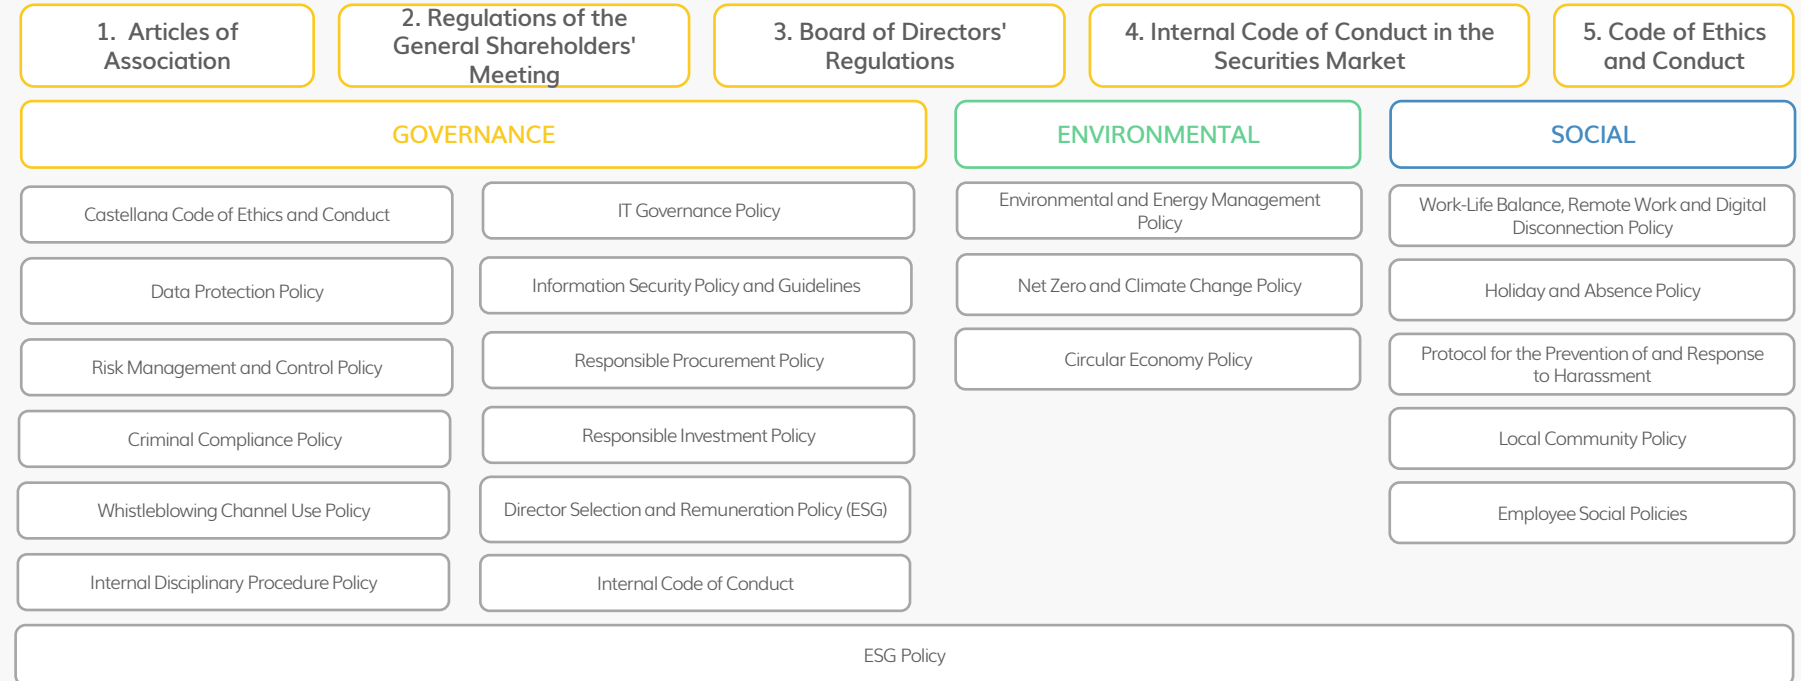 1. Articles of
Association
2. Regulations of the
General Shareholders'
Meeting
3. Board of Directors'
Regulations
4. Internal Code of Conduct in the
Securities Market
5. Code of Ethics
and Conduct
GOVERNANCE
ENVIRONMENTAL
SOCIAL
Castellana Code of Ethics and Conduct
Data Protection Policy
Risk Management and Control Policy
Criminal Compliance Policy
Whistleblowing Channel Use Policy
Internal Disciplinary Procedure Policy
IT Governance Policy
Information Security Policy and Guidelines
Responsible Procurement Policy
Responsible Investment Policy
Director Selection and Remuneration Policy (ESG)
Internal Code of Conduct
Environmental and Energy Management
Policy
Net Zero and Climate Change Policy
Circular Economy Policy
Work-Life Balance, Remote Work and Digital
Disconnection Policy
Holiday and Absence Policy
Protocol for the Prevention of and Response
to Harassment
Local Community Policy
Employee Social Policies
ESG Policy